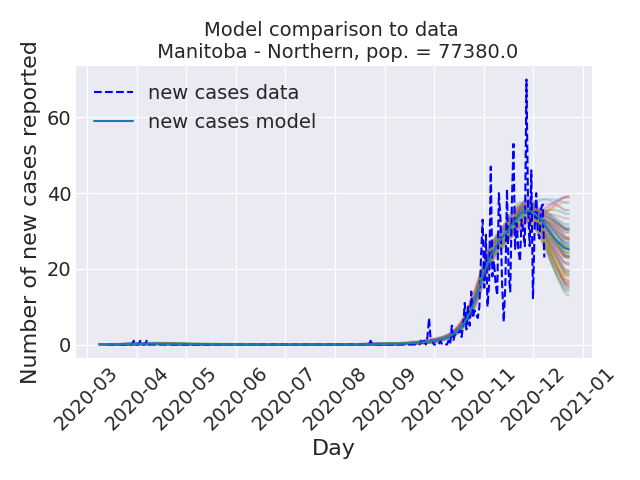 Model comparison to data
Manitoba - Northern, pop. = 77380.0
Number of new cases reported
60
40
20
0
new cases data
new cases model
2020-03
2020-04
2020-05
2020-06
2020-07
2020-08
2020-09
2020-10
2020-11
2020-12
2021-01
Day